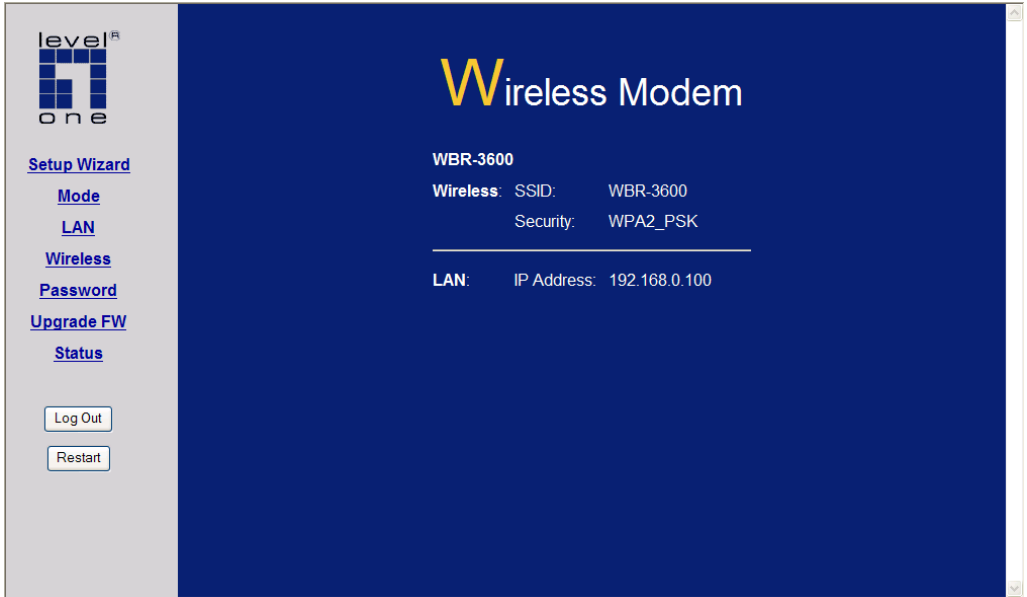 level®
one
Setup Wizard
Mode
LAN
Wireless
Password
Upgrade FW
Status
Log Out
Restart
Wireless Modem
WBR-3600
Wireless: SSID: WBR-3600
Security: WPA2_PSK
LAN: IP Address: 192.168.0.100